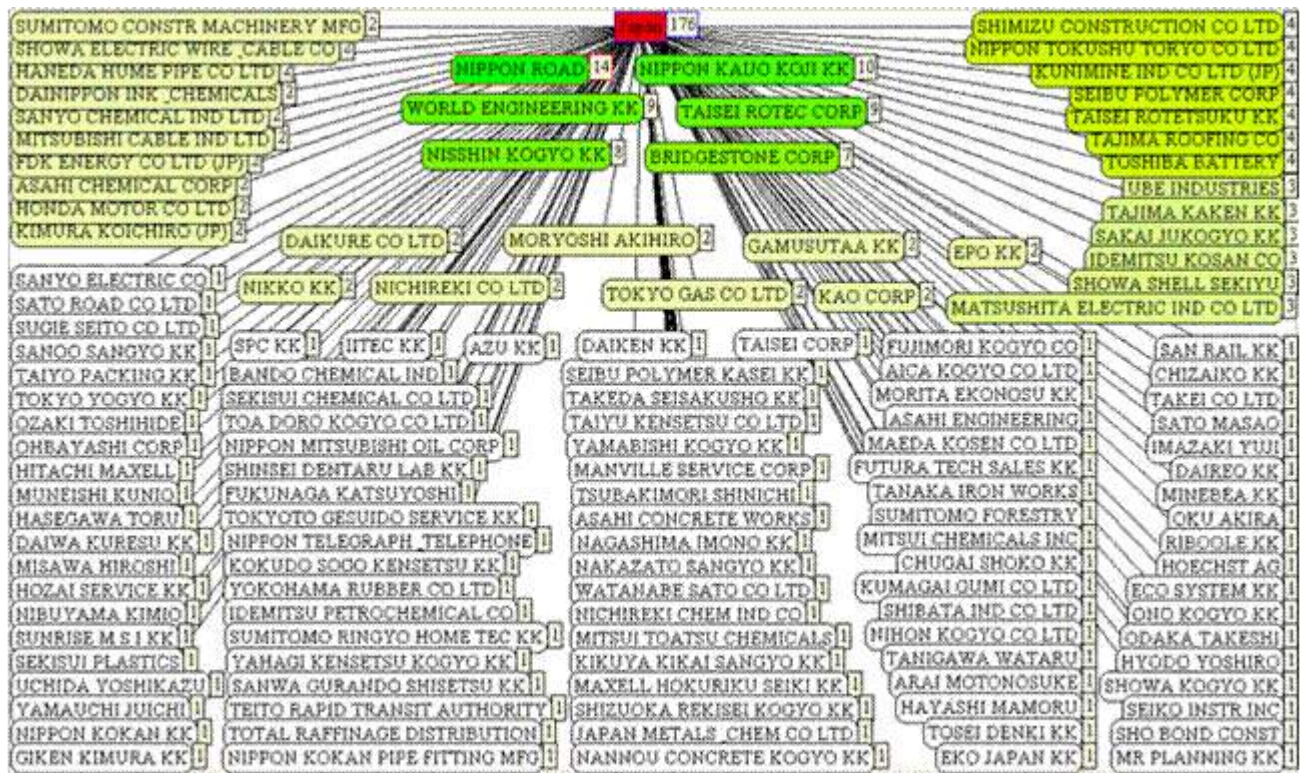 Japan 176
NIPPON ROAD 14
NIPPON KAIJO KOJI KK 10
WORLD ENGINEERING KK 9
TAISEI ROTEC CORP 9
NISSHIN KOGYO KK 8
BRIDGESTONE CORP 7
SUMITOMO CONSTR MACHINERY MFG 2
SHOWA ELECTRIC WIRE_CABLE CO 2
HANEDA HUME PIPE CO LTD 2
DAINIPPON INK_CHEMICALS 2
SANYO CHEMICAL IND LTD 2
MITSUBISHI CABLE IND LTD 2
FDK ENERGY CO LTD (JP) 2
ASAHI CHEMICAL CORP 2
HONDA MOTOR CO LTD 2
KIMURA KOICHIRO (JP) 2
SHIMIZU CONSTRUCTION CO LTD 4
NIPPON TOKUSHU TORYO CO LTD 4
KUNIMINE IND CO LTD (JP) 4
SEIBU POLYMER CORP 4
TAISEI ROTETSUKU KK 4
TAJIMA ROOFING CO 4
TOSHIBA BATTERY 4
UBE INDUSTRIES 3
TAJIMA KAKEN KK 3
SAKAI JUKOGYO KK 3
IDEMITSU KOSAN CO 3
SHOWA SHELL SEKIYU 3
MATSUSHITA ELECTRIC IND CO LTD 3
DAIKURE CO LTD 2
MORYOSHI AKIHIRO 2
GAMUSUTAA KK 2
EPO KK 2
NIKKO KK 2
NICHIREKI CO LTD 2
TOKYO GAS CO LTD 2
KAO CORP 2
SANYO ELECTRIC CO 1
SATO ROAD CO LTD 1
SUGIE SEITO CO LTD 1
SANOO SANGYO KK 1
TAIYO PACKING KK 1
TOKYO YOGYO KK 1
OZAKI TOSHIHIDE 1
OHBAYASHI CORP 1
HITACHI MAXELL 1
MUNEISHI KUNIO 1
HASEGAWA TORU 1
DAIWA KURESU KK 1
MISAWA HIROSHI 1
HOZAI SERVICE KK 1
NIBUYAMA KIMIO 1
SUNRISE M S I KK 1
SEKISUI PLASTICS 1
UCHIDA YOSHIKAZU 1
YAMAUCHI JUICHI 1
NIPPON KOKAN KK 1
GIKEN KIMURA KK 1
SPC KK 1
IITEC KK 1
AZU KK 1
BANDO CHEMICAL IND 1
SEKISUI CHEMICAL CO LTD 1
TOA DORO KOGYO CO LTD 1
NIPPON MITSUBISHI OIL CORP 1
SHINSEI DENTARU LAB KK 1
FUKUNAGA KATSUYOSHI 1
TOKYOTO GESUIDO SERVICE KK 1
NIPPON TELEGRAPH_TELEPHONE 1
KOKUDO SOGO KENSETSU KK 1
YOKOHAMA RUBBER CO LTD 1
IDEMITSU PETROCHEMICAL CO 1
SUMITOMO RINGYO HOME TEC KK 1
YAHAGI KENSETSU KOGYO KK 1
SANWA GURANDO SHISETSU KK 1
TEITO RAPID TRANSIT AUTHORITY 1
TOTAL RAFFINAGE DISTRIBUTION 1
NIPPON KOKAN PIPE FITTING MFG 1
DAIKEN KK 1
SEIBU POLYMER KASEI KK 1
TAKEDA SEISAKUSHO KK 1
TAIYU KENSETSU CO LTD 1
YAMABISHI KOGYO KK 1
MANVILLE SERVICE CORP 1
TSUBAKIMORI SHINICHI 1
ASAHI CONCRETE WORKS 1
NAGASHIMA IMONO KK 1
NAKAZATO SANGYO KK 1
WATANABE SATO CO LTD 1
NICHIREKI CHEM IND CO 1
MITSUI TOATSU CHEMICALS 1
KIKUYA KIKAI SANGYO KK 1
MAXELL HOKURIKU SEIKI KK 1
SHIZUOKA REKISEI KOGYO KK 1
JAPAN METALS_CHEM CO LTD 1
NANNOU CONCRETE KOGYO KK 1
TAISEI CORP 1
FUJIMORI KOGYO CO 1
AICA KOGYO CO LTD 1
MORITA EKONOSU KK 1
ASAHI ENGINEERING 1
MAEDA KOSEN CO LTD 1
FUTURA TECH SALES KK 1
TANAKA IRON WORKS 1
SUMITOMO FORESTRY 1
MITSUI CHEMICALS INC 1
CHUGAI SHOKO KK 1
KUMAGAI GUMI CO LTD 1
SHIBATA IND CO LTD 1
NIHON KOGYO CO LTD 1
TANIGAWA WATARU 1
ARAI MOTONOSUKE 1
HAYASHI MAMORU 1
TOSEI DENKI KK 1
EKO JAPAN KK 1
SAN RAIL KK 1
CHIZAIKO KK 1
TAKEI CO LTD 1
SATO MASAO 1
IMAZAKI YUJI 1
DAIREO KK 1
MINEBEA KK 1
OKU AKIRA 1
RIBOOLE KK 1
HOECHST AG 1
ECO SYSTEM KK 1
ONO KOGYO KK 1
ODAKA TAKESHI 1
HYODO YOSHIRO 1
SHOWA KOGYO KK 1
SEIKO INSTR INC 1
SHO BOND CONST 1
MR PLANNING KK 1